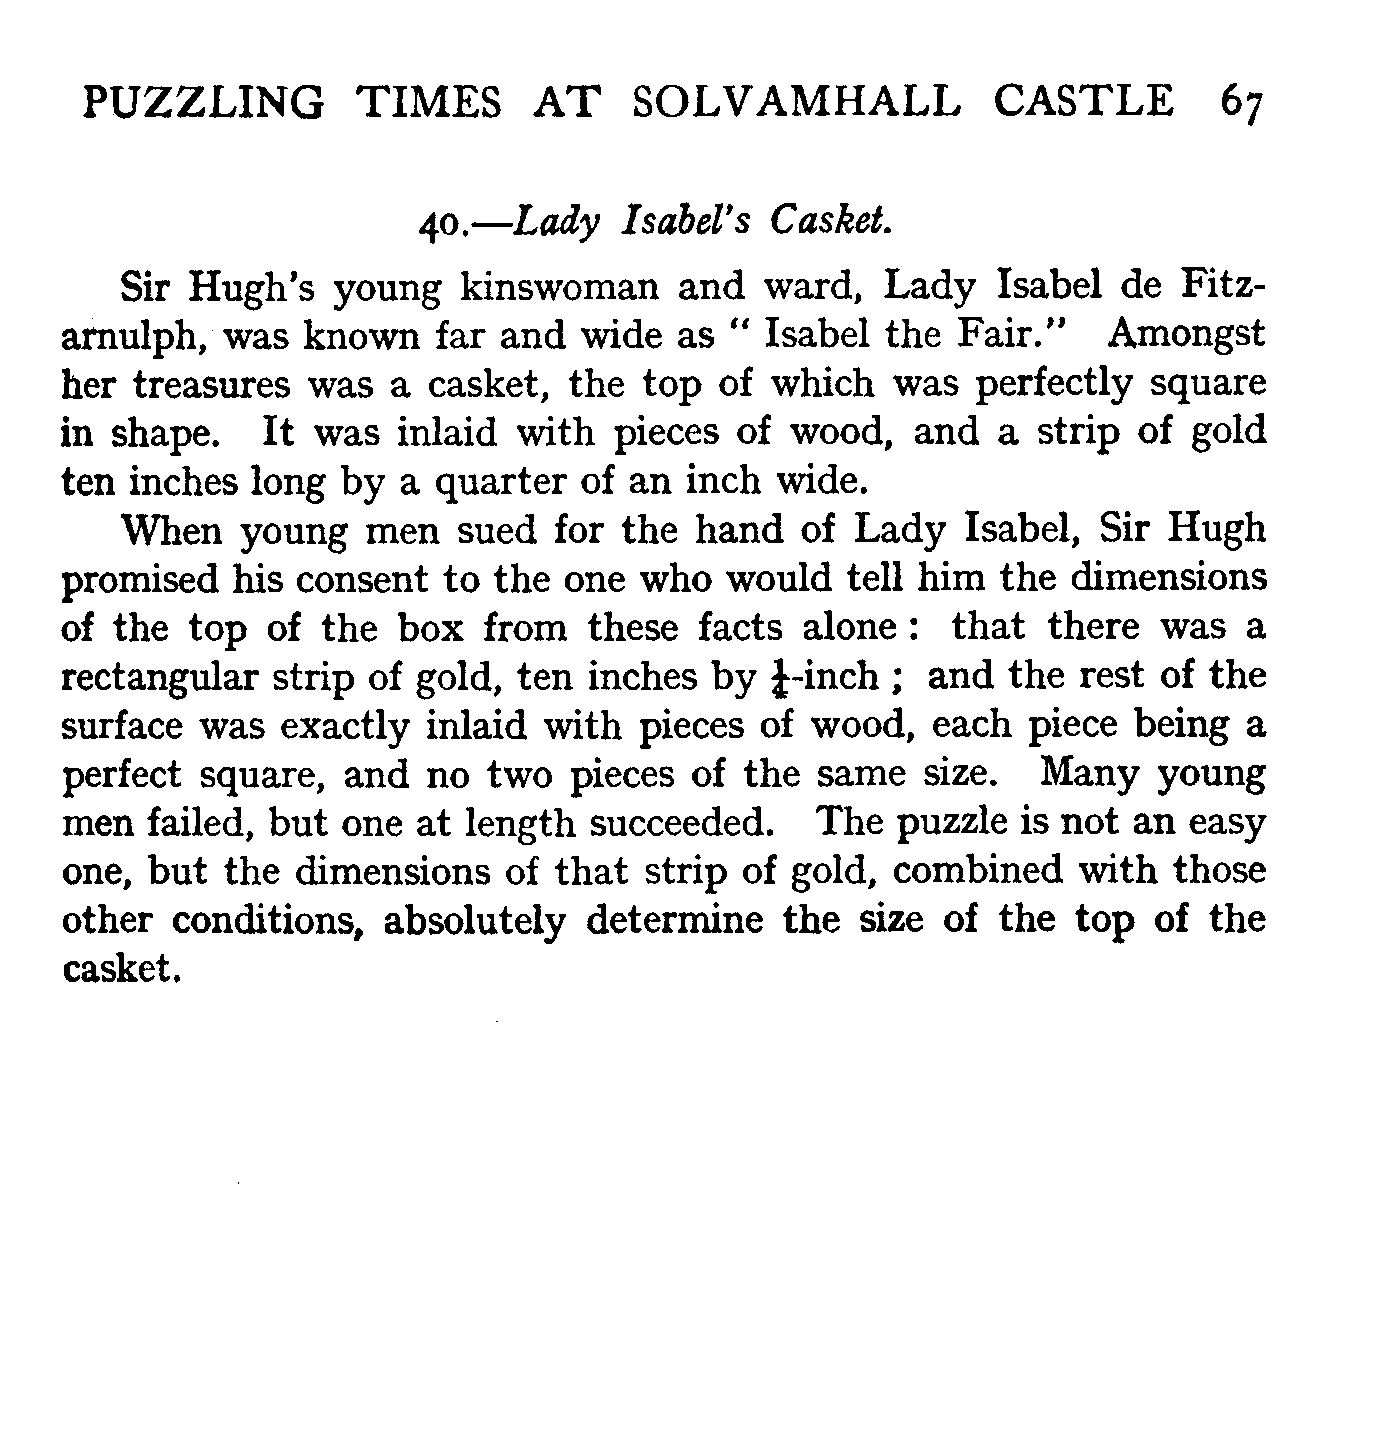 PUZZLING TIMES AT SOLVAMHALL CASTLE 67
40.—Lady Isabel's Casket.
Sir Hugh's young kinswoman and ward, Lady Isabel de Fitz-
arnulph, was known far and wide as " Isabel the Fair." Amongst
her treasures was a casket, the top of which was perfectly square
in shape. It was inlaid with pieces of wood, and a strip of gold
ten inches long by a quarter of an inch wide.
When young men sued for the hand of Lady Isabel, Sir Hugh
promised his consent to the one who would tell him the dimensions
of the top of the box from these facts alone : that there was a
rectangular strip of gold, ten inches by ¼-inch ; and the rest of the
surface was exactly inlaid with pieces of wood, each piece being a
perfect square, and no two pieces of the same size. Many young
men failed, but one at length succeeded. The puzzle is not an easy
one, but the dimensions of that strip of gold, combined with those
other conditions, absolutely determine the size of the top of the
casket.